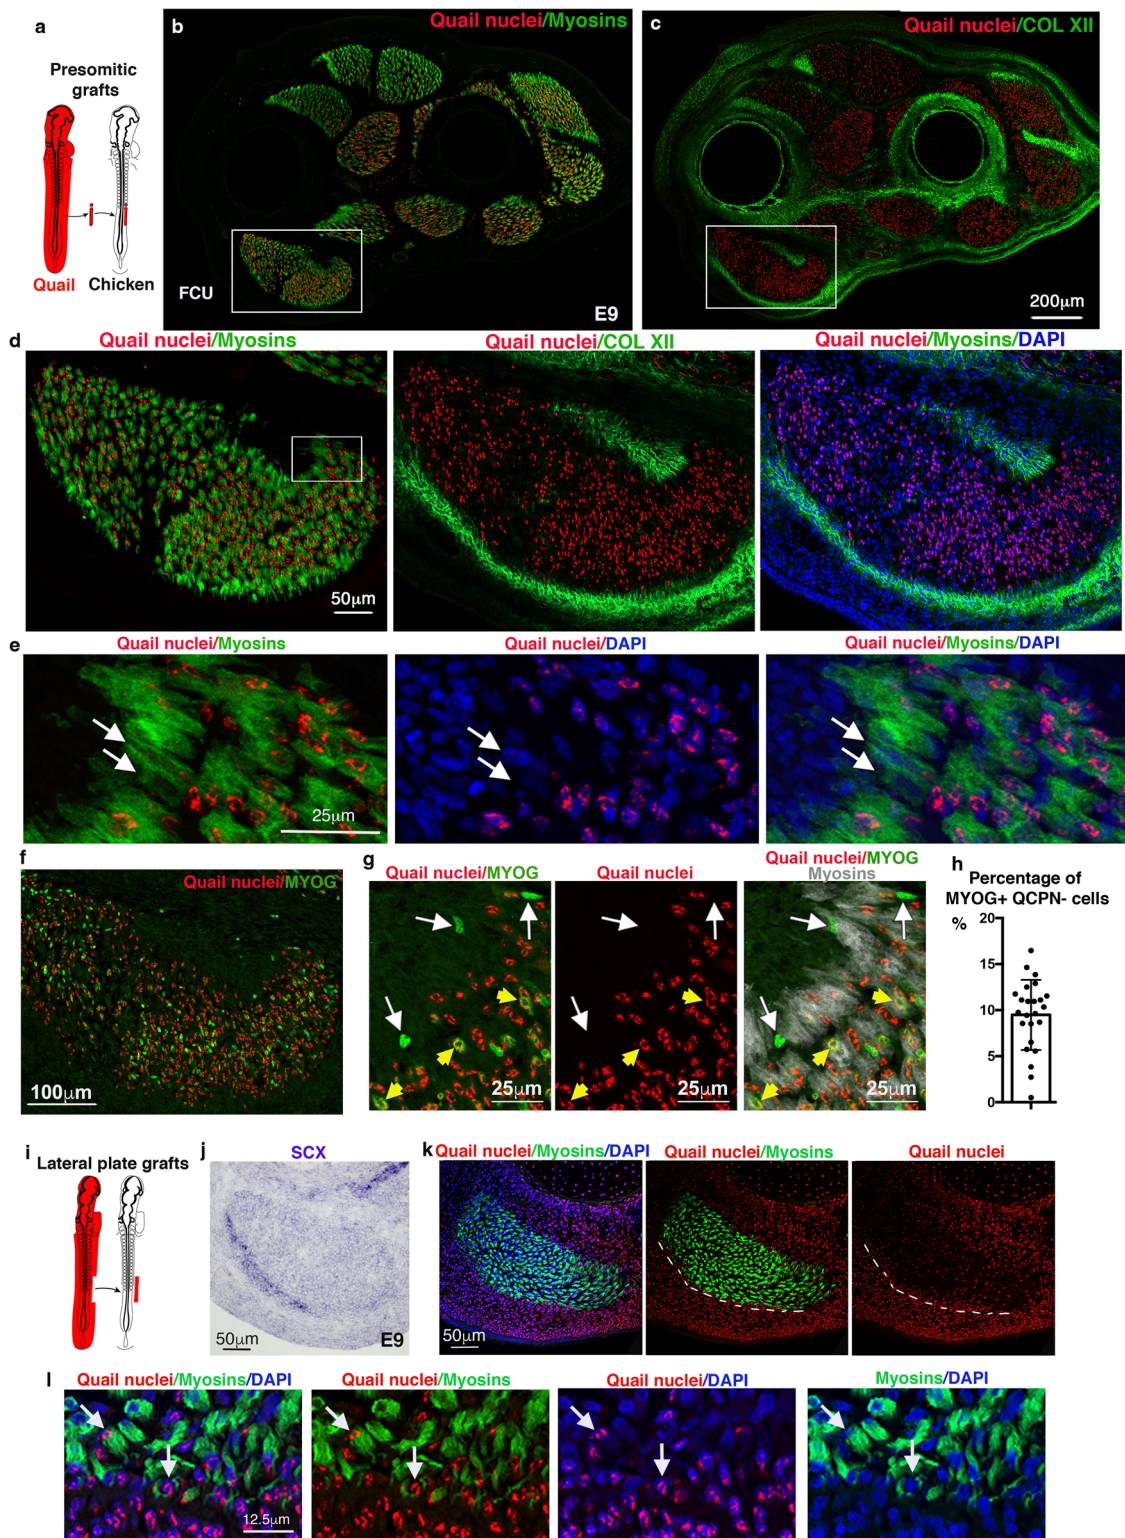 a
Presomitic
grafts
Quail Chicken
b
Quail nuclei/Myosins
FCU
E9
c
Quail nuclei/COL XII
200μm
d
Quail nuclei/Myosins
50μm
Quail nuclei/COL XII
Quail nuclei/Myosins/DAPI
e
Quail nuclei/Myosins
25μm
Quail nuclei/DAPI
Quail nuclei/Myosins/DAPI
f
Quail nuclei/MYOG
100μm
g
Quail nuclei/MYOG
25μm
Quail nuclei
25μm
Quail nuclei/MYOG
Myosins
25μm
h
Percentage of
MYOG+ QCPN- cells
%
20
15
10
5
0
i
Lateral plate grafts
j
SCX
50μm
E9
k
Quail nuclei/Myosins/DAPI
50μm
Quail nuclei/Myosins
Quail nuclei
l
Quail nuclei/Myosins/DAPI
12.5μm
Quail nuclei/Myosins
Quail nuclei/DAPI
Myosins/DAPI